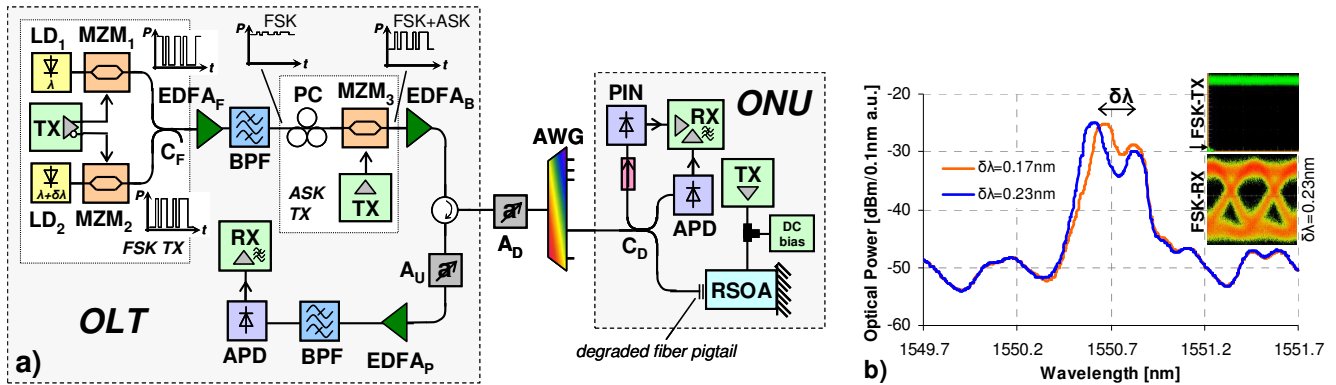 LD1 MZM1
P
t
FSK
P
t
FSK+ASK
P
t
λ
TX
EDFAF
CF
BPF
PC
MZM3
EDFAB
λ+δλ
LD2
MZM2
P
t
FSK TX
ASK
TX
TX
RX
APD
BPF
EDFAP
AU
a
OLT
a)
AD
a
AWG
PIN
RX
ONU
TX
CD
APD
DC
bias
RSOA
degraded fiber pigtail
Optical Power [dBm/0.1nm a.u.]
-20
-30
-40
-50
-60
δλ
δλ=0.17nm
δλ=0.23nm
FSK-TX
FSK-RX
δλ=0.23nm
1549.7 1550.2 1550.7 1551.2 1551.7
b)
Wavelength [nm]